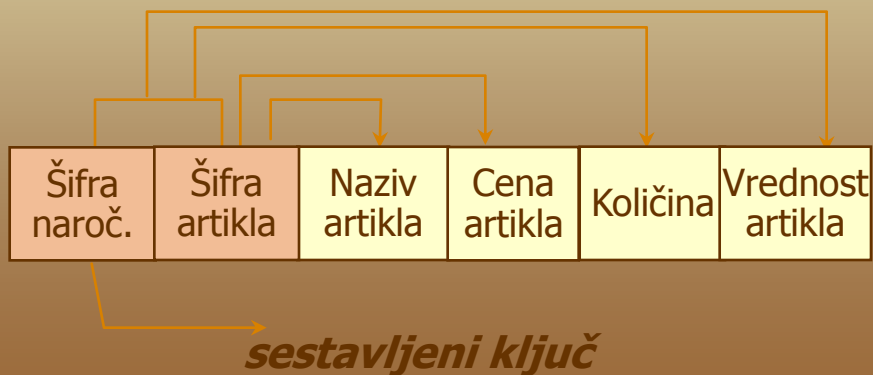 Šifra
naroč.
Šifra
artikla
Naziv
artikla
Cena
artikla
Količina
Vrednost
artikla
sestavljeni ključ